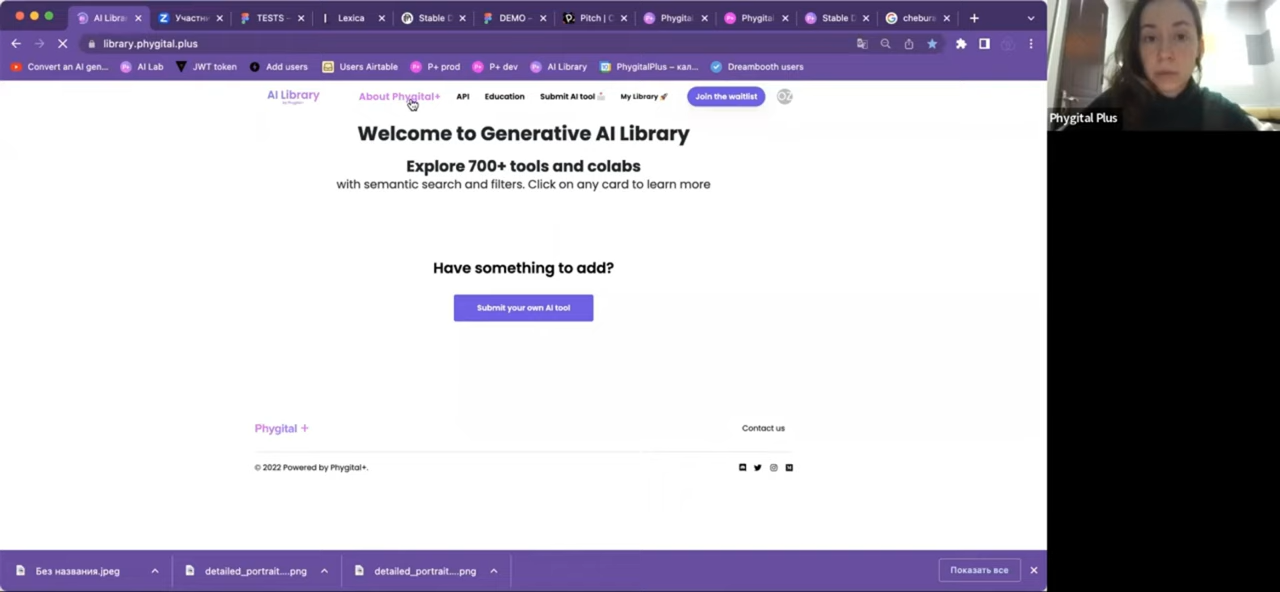 AI Librar
Участни
TESTS -
Lexica
Stable D
DEMO -
Pitch | C
Phygital
Phygital
Stable D
chebur
library.phygital.plus
Convert an AI gen...
AI Lab
JWT token
Add users
Users Airtable
P+ prod
P+ dev
AI Library
PhygitalPlus – кал...
Dreambooth users
AI Library
by Phygital+
About Phygital+
API
Education
Submit AI tool
My Library 🚀
Join the waitlist
OZ
Welcome to Generative AI Library
Explore 700+ tools and colabs
with semantic search and filters. Click on any card to learn more
Have something to add?
Submit your own AI tool
Phygital +
Contact us
© 2022 Powered by Phygital+.
Без названия.jpeg
detailed_portrait....png
detailed_portrait....png
Показать все
Phygital Plus